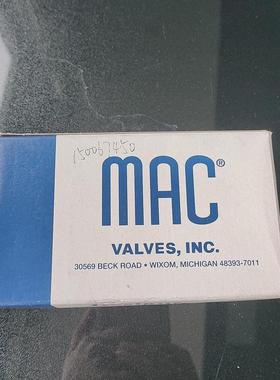 150067450
MAC®
VALVES, INC.
30569 BECK ROAD • WIXOM, MICHIGAN 48393-7011